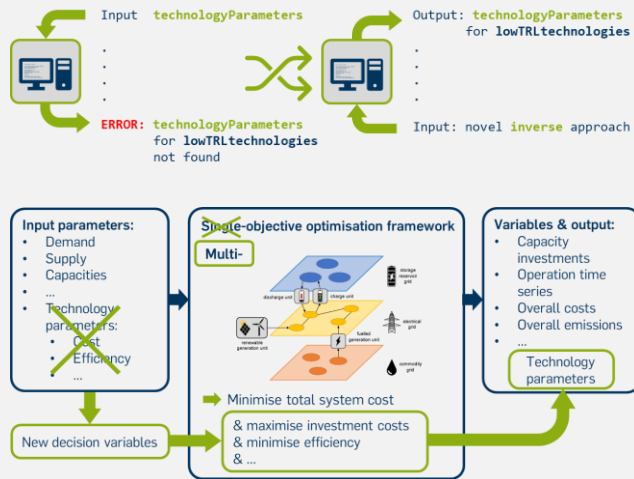 Input technologyParameters
.
.
.
.
ERROR: technologyParameters
for lowTRLtechnologies
not found
Output: technologyParameters
for lowTRLtechnologies
.
.
.
.
Input: novel inverse approach
Input parameters:
• Demand
• Supply
• Capacities
• ...
• Technology
parameters:
• Cost
• Efficiency
• ...
New decision variables
Single-objective optimisation framework
Multi-
storage
reservoir
grid
discharge unit
charge unit
electrical
grid
renewable
generation unit
fuelled
generation unit
commodity
grid
Minimise total system cost
& maximise investment costs
& minimise efficiency
& ...
Variables & output:
• Capacity
investments
• Operation time
series
• Overall costs
• Overall emissions
• ...
Technology
parameters